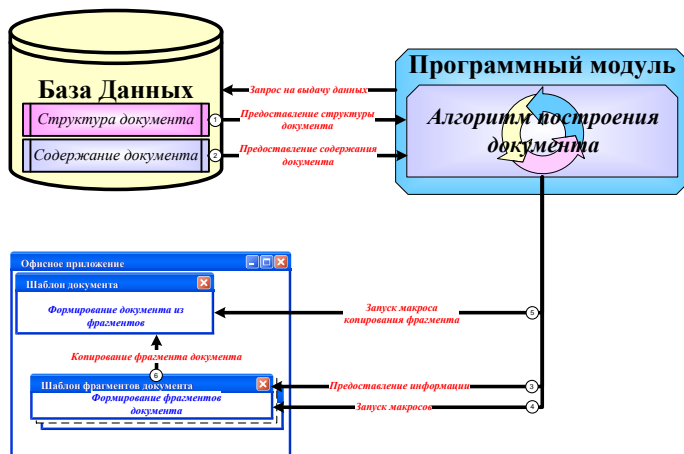 База Данных
Структура документа
Содержание документа
Запрос на выдачу данных
1
Предоставление структуры
документа
2
Предоставление содержания
документа
Программный модуль
Алгоритм построения
документа
Офисное приложение
Шаблон документа
Формирование документа из
фрагментов
Запуск макроса
копирования фрагмента
5
Копирование фрагмента документа
6
Шаблон фрагментов документа
Формирование фрагментов
документа
Предоставление информации
3
Запуск макросов
4